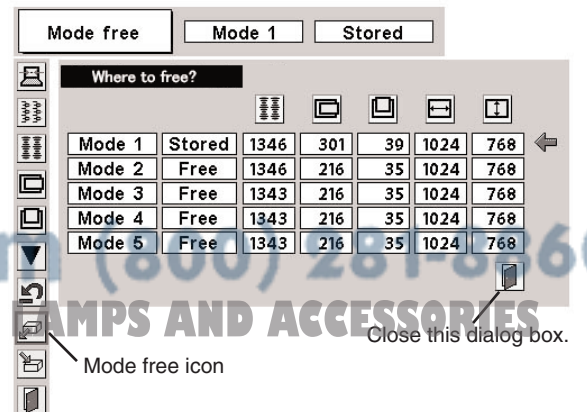 Mode free Mode 1 Stored
Where to free?
Mode 1 Stored 1346 301 39 1024 768
Mode 2 Free 1346 216 35 1024 768
Mode 3 Free 1343 216 35 1024 768
Mode 4 Free 1343 216 35 1024 768
Mode 5 Free 1343 216 35 1024 768
m (800) 281-886
LAMPS AND ACCESSORIES
Close this dialog box.
Mode free icon